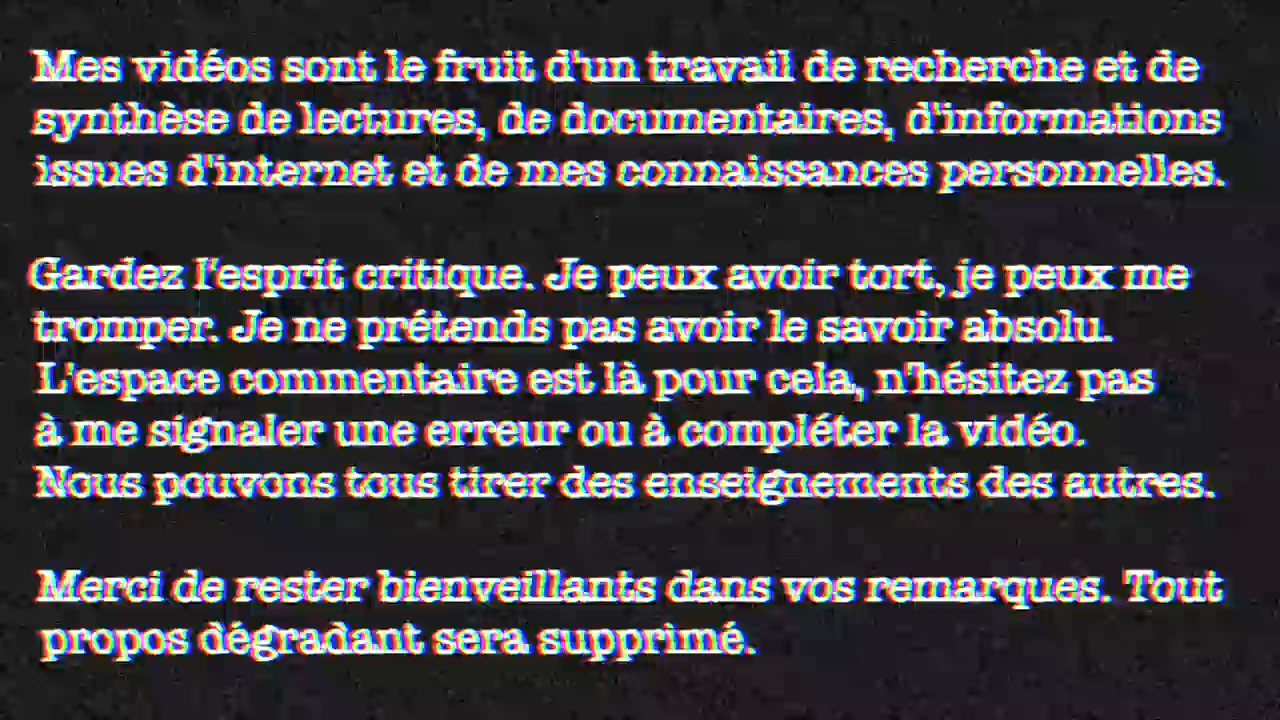 Mes vidéos sont le fruit d'un travail de recherche et de
synthèse de lectures, de documentaires, d'informations
issues d'internet et de mes connaissances personnelles.
Gardez l'esprit critique. Je peux avoir tort, je peux me
tromper. Je ne prétends pas avoir le savoir absolu.
L'espace commentaire est là pour cela, n'hésitez pas
à me signaler une erreur ou à compléter la vidéo.
Nous pouvons tous tirer des enseignements des autres.
Merci de rester bienveillants dans vos remarques. Tout
propos dégradant sera supprimé.